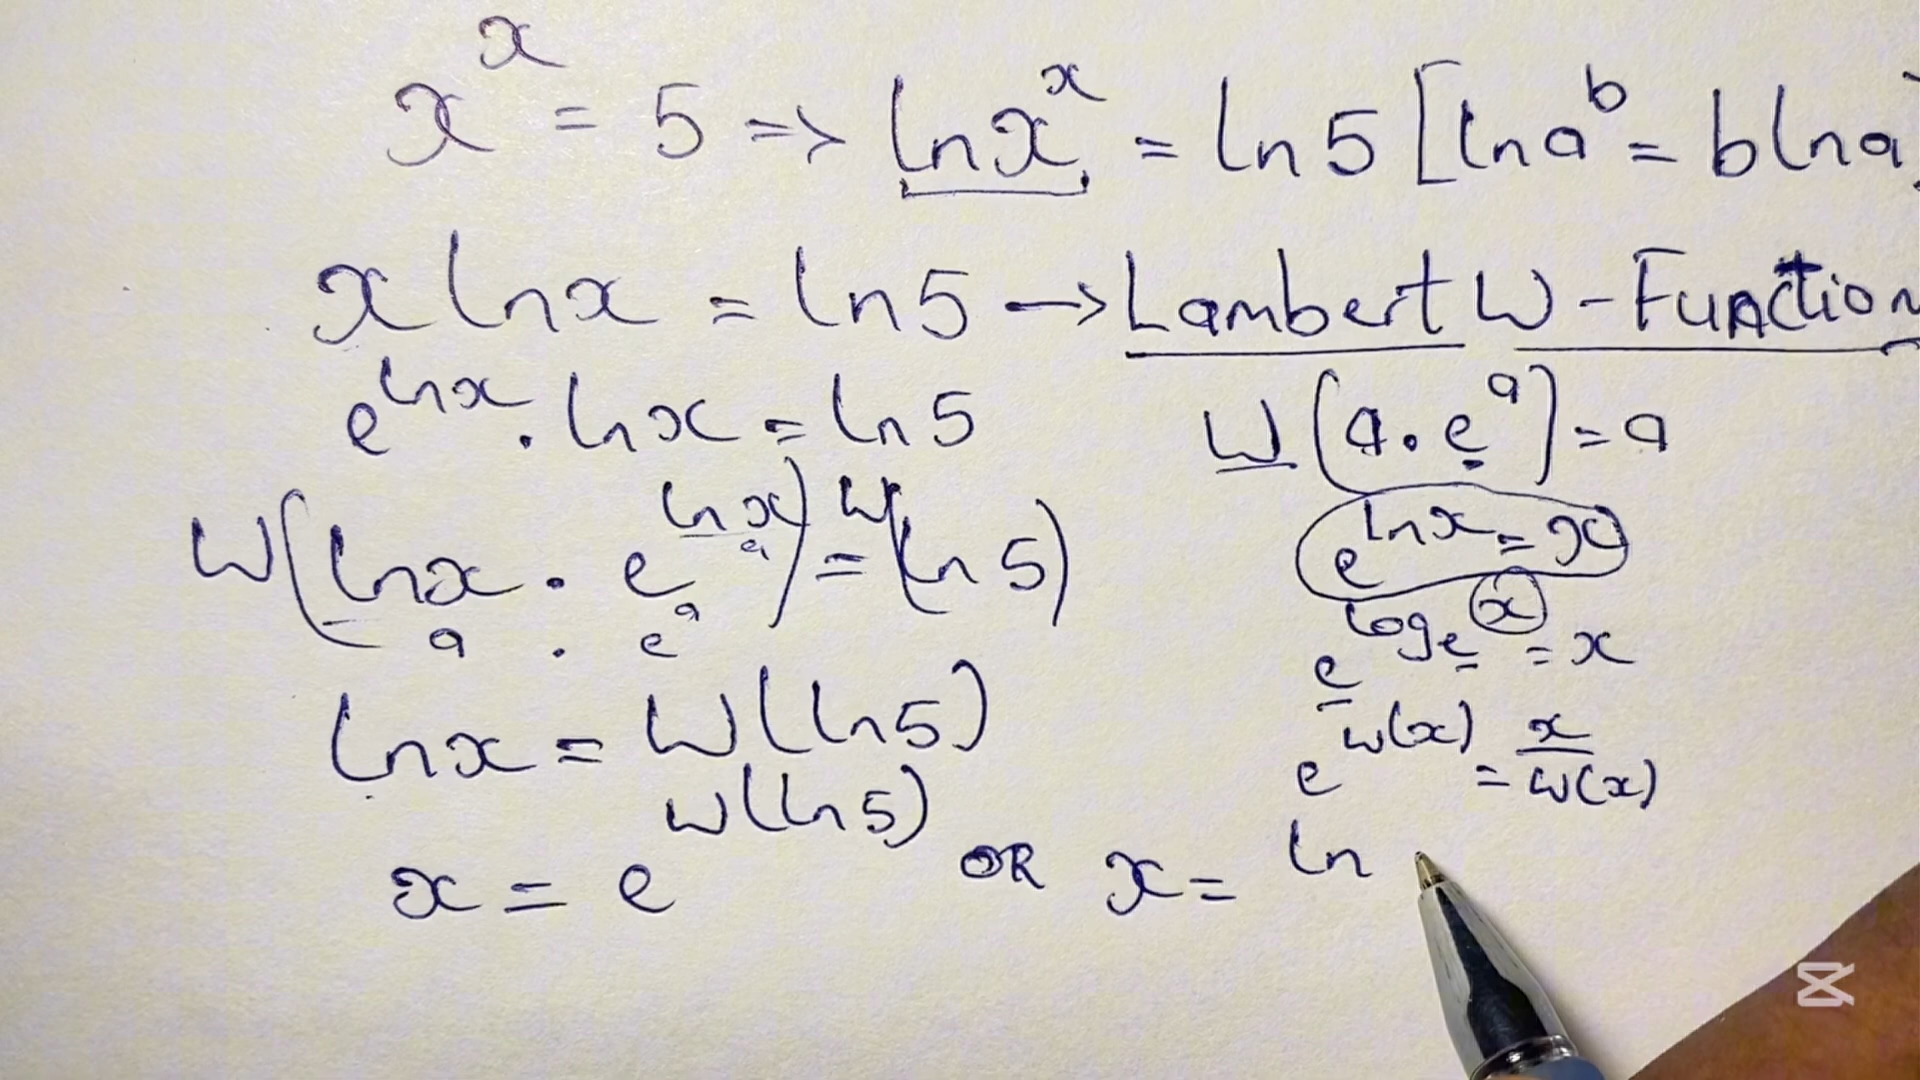 x^x = 5 => ln x^x = ln 5 [ln a^b = b ln a]
x ln x = ln 5 → Lambert W - Function
e^{ln x} . ln x = ln 5
W(a . e^a) = a
W(ln x . e^{ln x}) = W(ln 5)
a . e^a
e^{ln x} = x
e^{log_e x} = x
ln x = W(ln 5)
e^{W(x)} = x / W(x)
x = e^{W(ln 5)} OR x = ln